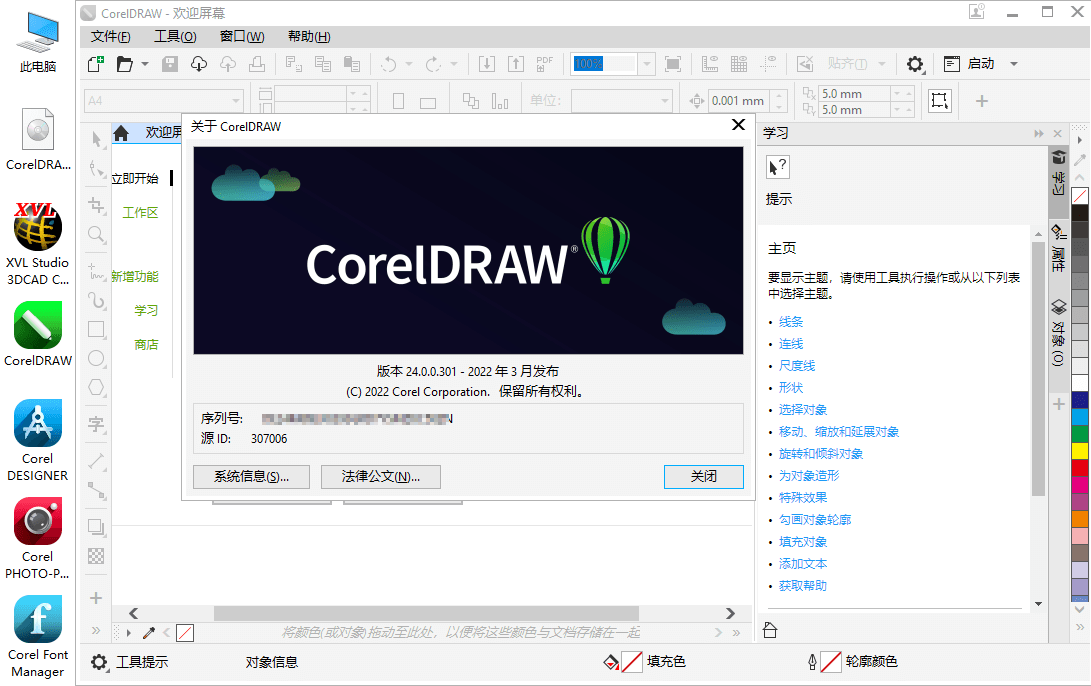 此电脑
CorelDRA...
XVL
XVL Studio
3DCAD C...
CorelDRAW
Corel
DESIGNER
Corel
PHOTO-P...
Corel Font
Manager
CorelDRAW - 欢迎屏幕
文件(F) 工具(O) 窗口(W) 帮助(H)
PDF 100% 贴齐(T) 启动
A4 单位: 0.001 mm 5.0 mm
5.0 mm
欢迎屏
立即开始
工作区
新增功能
学习
商店
字
关于 CorelDRAW
CorelDRAW®
版本 24.0.0.301 - 2022 年 3 月发布
(C) 2022 Corel Corporation. 保留所有权利。
序列号:
源 ID: 307006
系统信息(S)... 法律公文(N)... 关闭
学习
提示
主页
要显示主题，请使用工具执行操作或从以下列表
中选择主题。
• 线条
• 连线
• 尺度线
• 形状
• 选择对象
• 移动、缩放和延展对象
• 旋转和倾斜对象
• 为对象造形
• 特殊效果
• 勾画对象轮廓
• 填充对象
• 添加文本
• 获取帮助
学习
属性
对象 (O)
将颜色(或对象)拖动至此处，以便将这些颜色与文档存储在一起
工具提示 对象信息 填充色 轮廓颜色